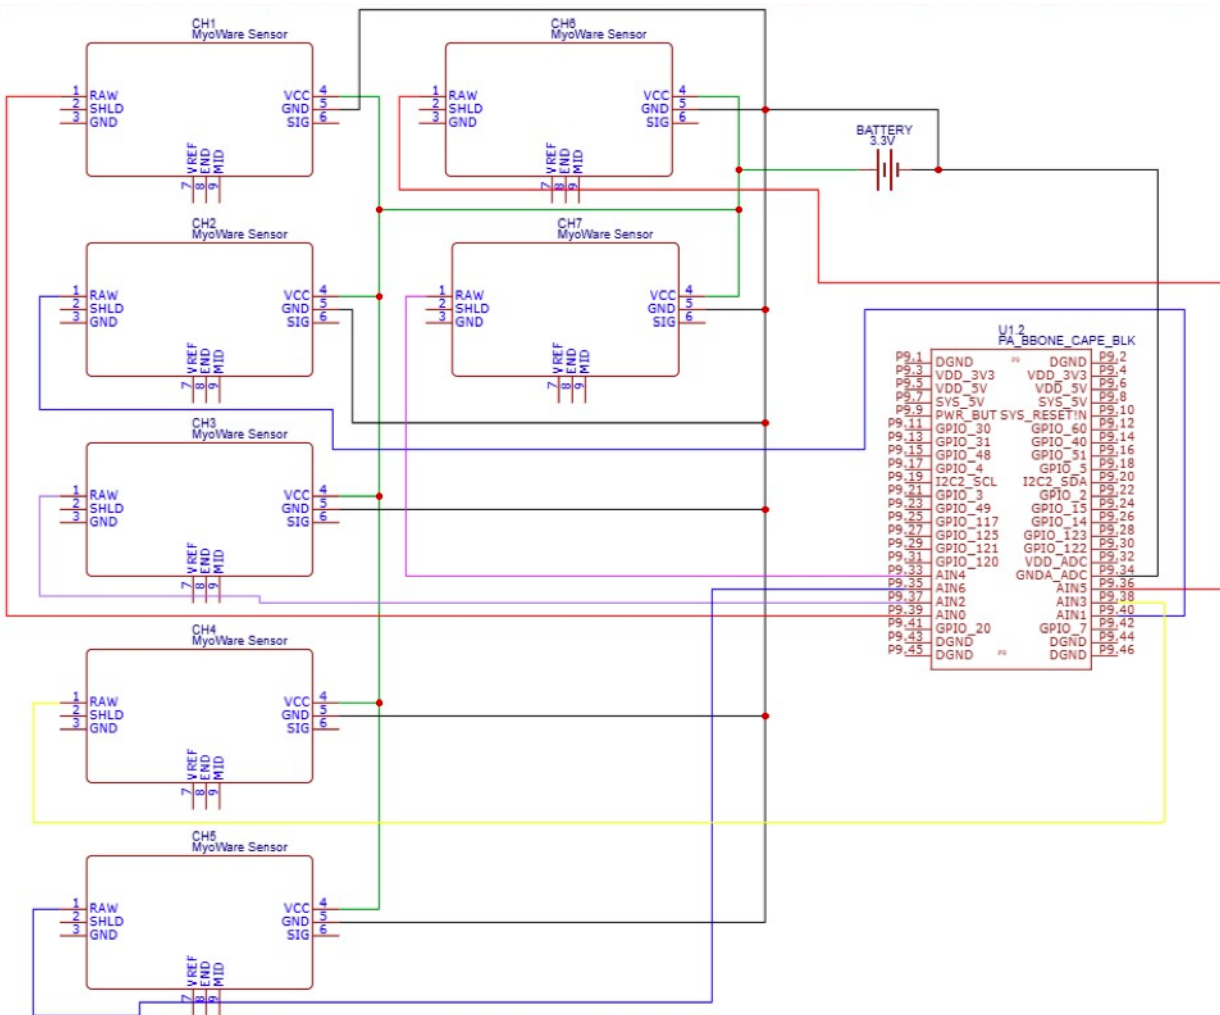 CH1
MyoWare Sensor
1 RAW VCC 4
2 SHLD GND 5
3 GND SIG 6
VREF END MID
7 8 9
CH6
MyoWare Sensor
1 RAW VCC 4
2 SHLD GND 5
3 GND SIG 6
VREF END MID
7 8 9
BATTERY
3.3V
CH2
MyoWare Sensor
1 RAW VCC 4
2 SHLD GND 5
3 GND SIG 6
VREF END MID
7 8 9
CH7
MyoWare Sensor
1 RAW VCC 4
2 SHLD GND 5
3 GND SIG 6
VREF END MID
7 8 9
CH3
MyoWare Sensor
1 RAW VCC 4
2 SHLD GND 5
3 GND SIG 6
VREF END MID
7 8 9
U1.2
PA_BBONE_CAPE_BLK
P9
P9.1 DGND DGND P9.2
P9.3 VDD_3V3 VDD_3V3 P9.4
P9.5 VDD_5V VDD_5V P9.6
P9.7 SYS_5V SYS_5V P9.8
P9.9 PWR_BUT SYS_RESET!N P9.10
P9.11 GPIO_30 GPIO_60 P9.12
P9.13 GPIO_31 GPIO_40 P9.14
P9.15 GPIO_48 GPIO_51 P9.16
P9.17 GPIO_4 GPIO_5 P9.18
P9.19 I2C2_SCL I2C2_SDA P9.20
P9.21 GPIO_3 GPIO_2 P9.22
P9.23 GPIO_49 GPIO_15 P9.24
P9.25 GPIO_117 GPIO_14 P9.26
P9.27 GPIO_125 GPIO_123 P9.28
P9.29 GPIO_121 GPIO_122 P9.30
P9.31 GPIO_120 VDD_ADC P9.32
P9.33 AIN4 GNDA_ADC P9.34
P9.35 AIN6 AIN5 P9.36
P9.37 AIN2 AIN3 P9.38
P9.39 AIN0 AIN1 P9.40
P9.41 GPIO_20 GPIO_7 P9.42
P9.43 DGND DGND P9.44
P9.45 DGND DGND P9.46
P9
CH4
MyoWare Sensor
1 RAW VCC 4
2 SHLD GND 5
3 GND SIG 6
VREF END MID
7 8 9
CH5
MyoWare Sensor
1 RAW VCC 4
2 SHLD GND 5
3 GND SIG 6
VREF END MID
7 8 9